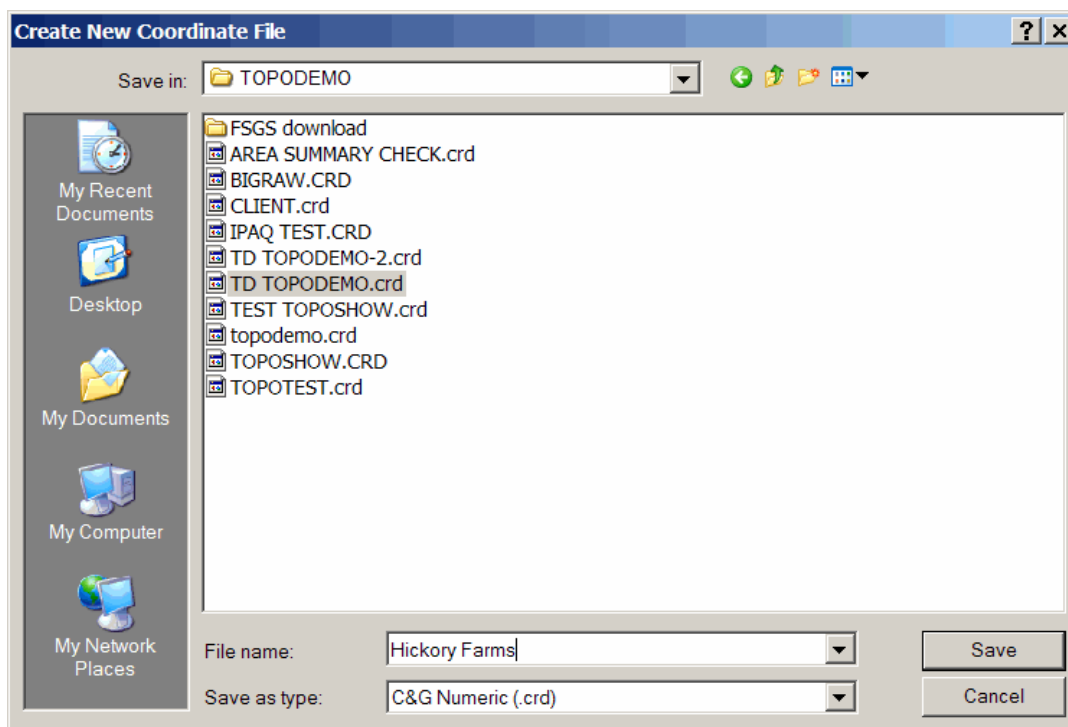 Create New Coordinate File
Save in: TOPODEMO
My Recent
Documents
Desktop
My Documents
My Computer
My Network
Places
FSGS download
AREA SUMMARY CHECK.crd
BIGRAW.CRD
CLIENT.crd
IPAQ TEST.CRD
TD TOPODEMO-2.crd
TD TOPODEMO.crd
TEST TOPOSHOW.crd
topodemo.crd
TOPOSHOW.CRD
TOPOTEST.crd
File name: Hickory Farms Save
Save as type: C&G Numeric (.crd) Cancel